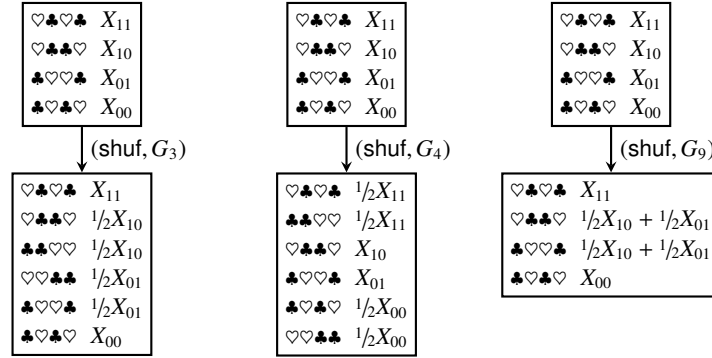 ♡♣♡♣ X₁₁
♡♣♣♡ X₁₀
♣♡♡♣ X₀₁
♣♡♣♡ X₀₀
(shuf, G₃)
♡♣♡♣ X₁₁
♡♣♣♡ 1/2X₁₀
♣♣♡♡ 1/2X₁₀
♡♡♣♣ 1/2X₀₁
♣♡♡♣ 1/2X₀₁
♣♡♣♡ X₀₀
♡♣♡♣ X₁₁
♡♣♣♡ X₁₀
♣♡♡♣ X₀₁
♣♡♣♡ X₀₀
(shuf, G₄)
♡♣♡♣ 1/2X₁₁
♣♣♡♡ 1/2X₁₁
♡♣♣♡ X₁₀
♣♡♡♣ X₀₁
♣♡♣♡ 1/2X₀₀
♡♡♣♣ 1/2X₀₀
♡♣♡♣ X₁₁
♡♣♣♡ X₁₀
♣♡♡♣ X₀₁
♣♡♣♡ X₀₀
(shuf, G₉)
♡♣♡♣ X₁₁
♡♣♣♡ 1/2X₁₀ + 1/2X₀₁
♣♡♡♣ 1/2X₁₀ + 1/2X₀₁
♣♡♣♡ X₀₀